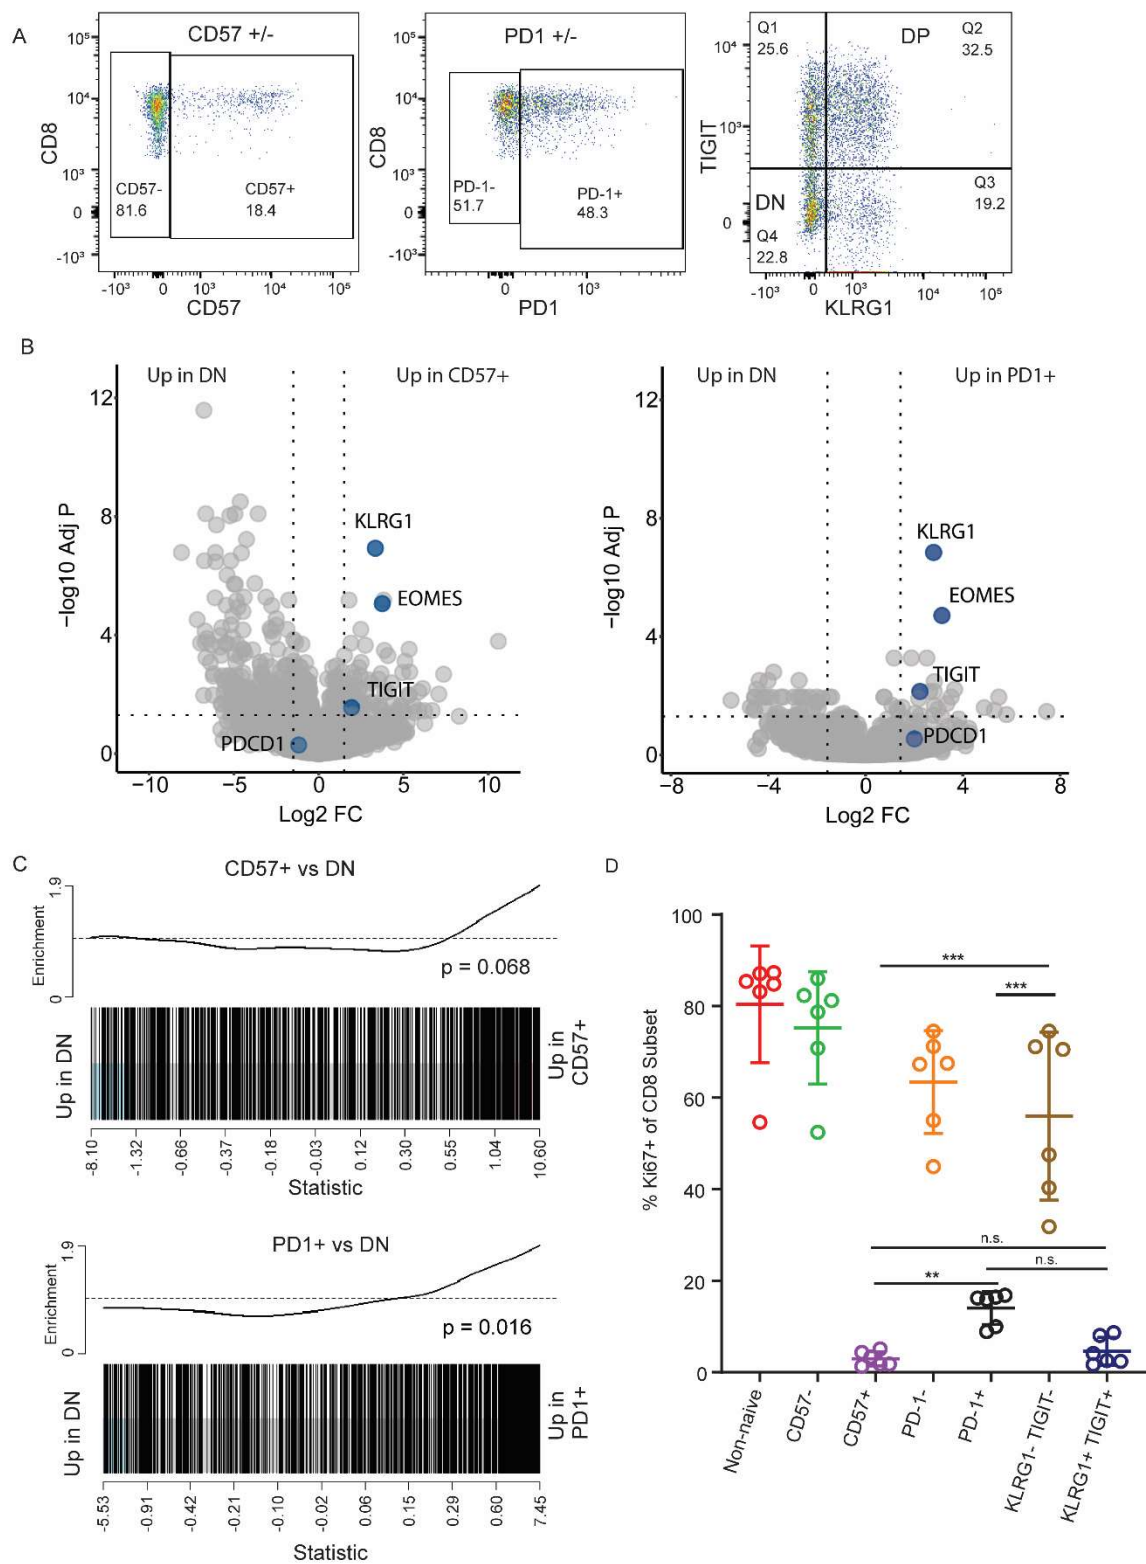 A
CD57 +/-
10⁵
10⁴
10³
0
-10³
CD8
CD57-
81.6
CD57+
18.4
-10³ 0 10³ 10⁴ 10⁵
CD57
PD1 +/-
10⁵
10⁴
10³
0
-10³
CD8
PD-1-
51.7
PD-1+
48.3
0 10³
PD1
Q1
25.6
DP
Q2
32.5
10⁴
10³
0
TIGIT
DN
Q4
22.8
Q3
19.2
-10³ 0 10³ 10⁴ 10⁵
KLRG1
B
Up in DN
Up in CD57+
12
8
4
0
−log10 Adj P
KLRG1
EOMES
TIGIT
PDCD1
−10 −5 0 5 10
Log2 FC
Up in DN
Up in PD1+
12
8
4
0
−log10 Adj P
KLRG1
EOMES
TIGIT
PDCD1
−8 −4 0 4 8
Log2 FC
C
CD57+ vs DN
Enrichment
1.9
0
p = 0.068
Up in DN
Up in
CD57+
-8.10 -1.32 -0.66 -0.37 -0.18 -0.03 0.12 0.30 0.55 1.04 10.60
Statistic
PD1+ vs DN
Enrichment
1.9
0
p = 0.016
Up in DN
Up in
PD1+
-5.53 -0.91 -0.42 -0.21 -0.10 -0.02 0.06 0.15 0.29 0.60 7.45
Statistic
D
% Ki67+ of CD8 Subset
100
80
60
40
20
0
***
***
n.s.
n.s.
**
Non-naive
CD57-
CD57+
PD-1-
PD-1+
KLRG1- TIGIT-
KLRG1+ TIGIT+